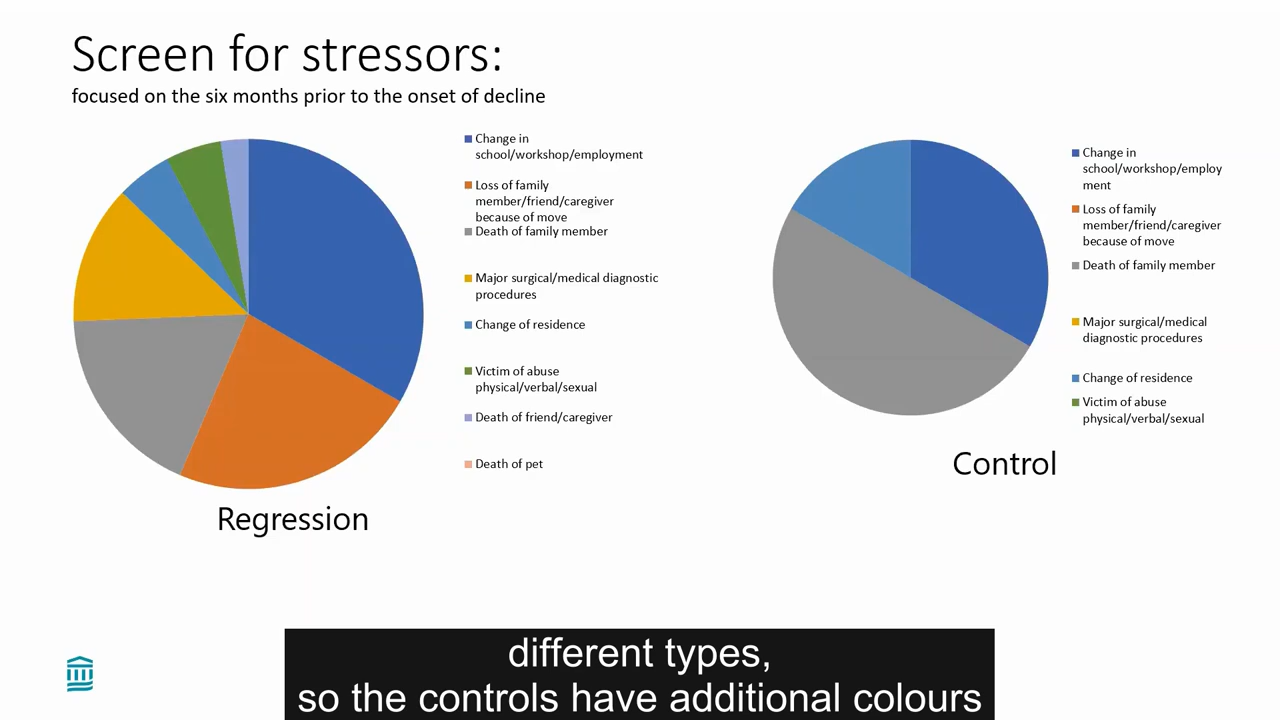 Screen for stressors:
focused on the six months prior to the onset of decline
Change in
school/workshop/employment
Loss of family
member/friend/caregiver
because of move
Death of family member
Major surgical/medical diagnostic
procedures
Change of residence
Victim of abuse
physical/verbal/sexual
Death of friend/caregiver
Death of pet
Regression
Change in
school/workshop/employ
ment
Loss of family
member/friend/caregiver
because of move
Death of family member
Major surgical/medical
diagnostic procedures
Change of residence
Victim of abuse
physical/verbal/sexual
Control
different types,
so the controls have additional colours